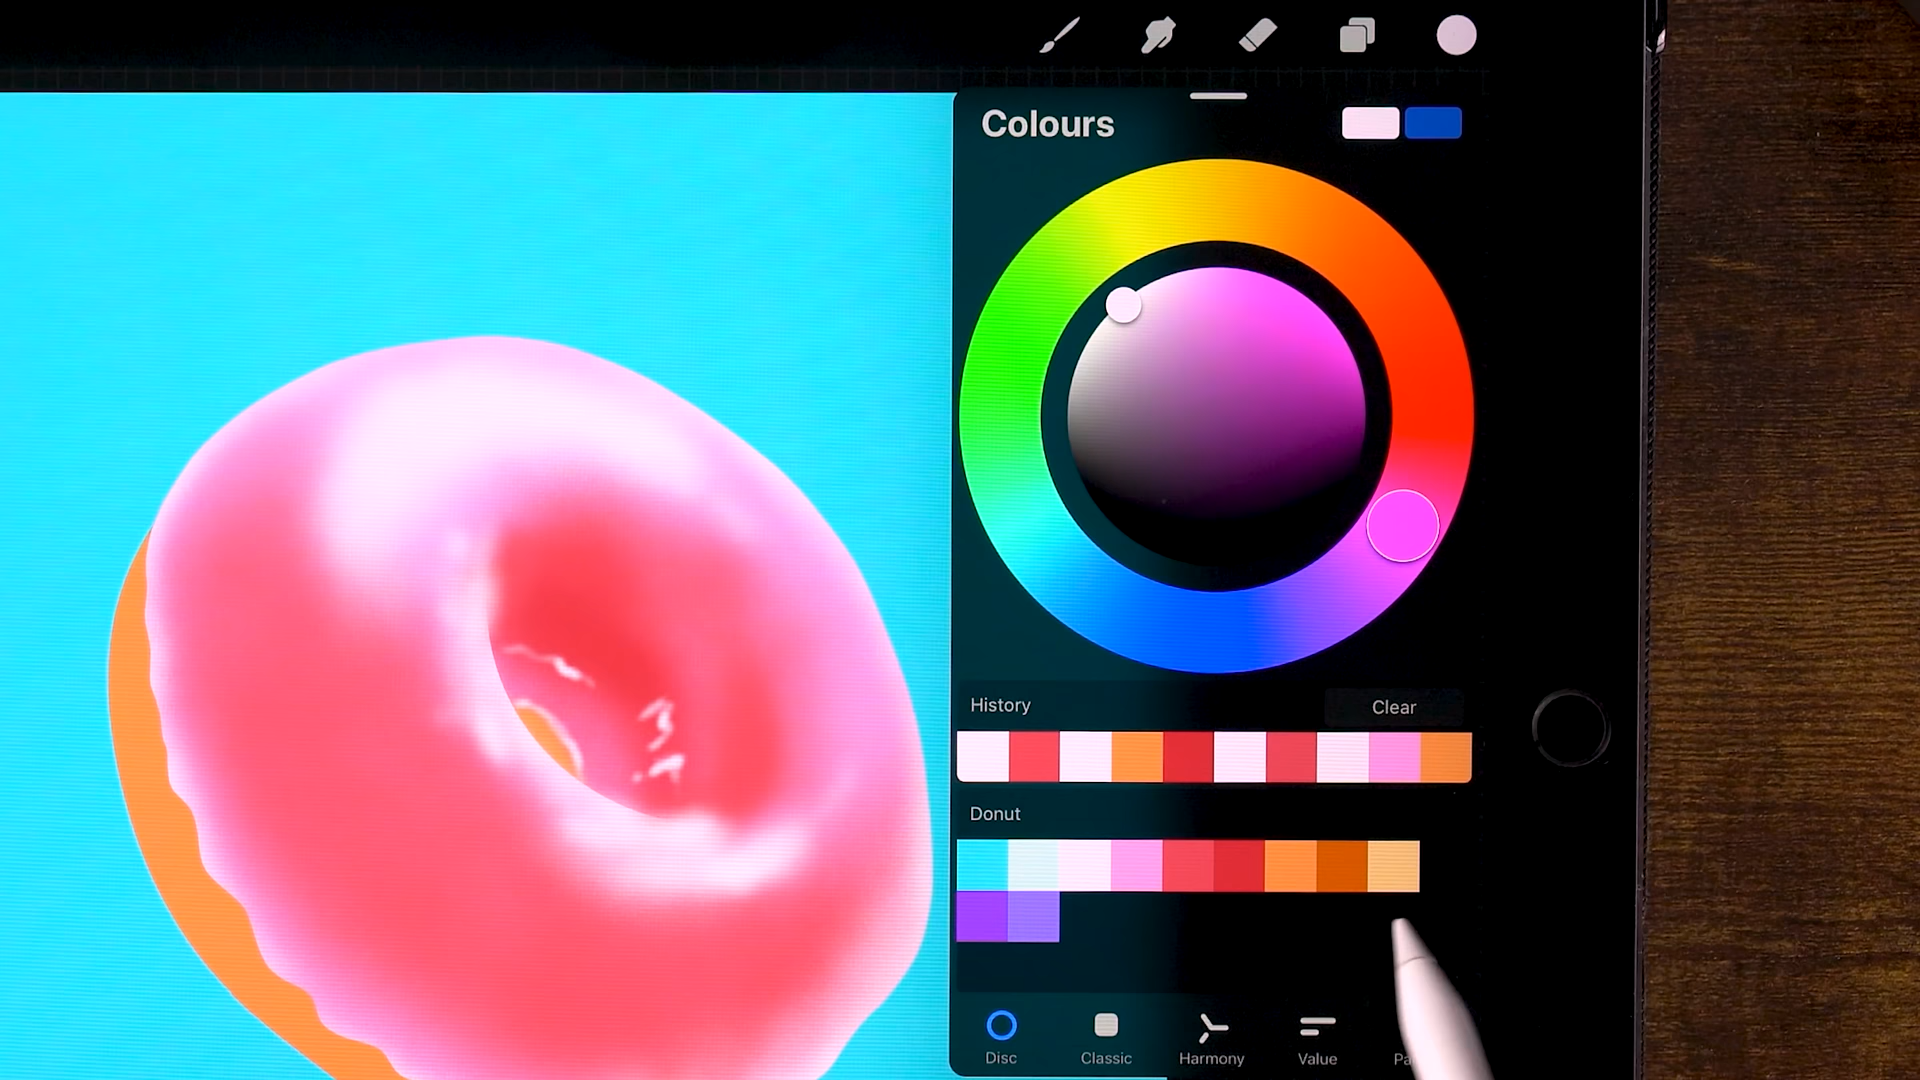 Colours
History
Clear
Donut
Disc
Classic
Harmony
Value